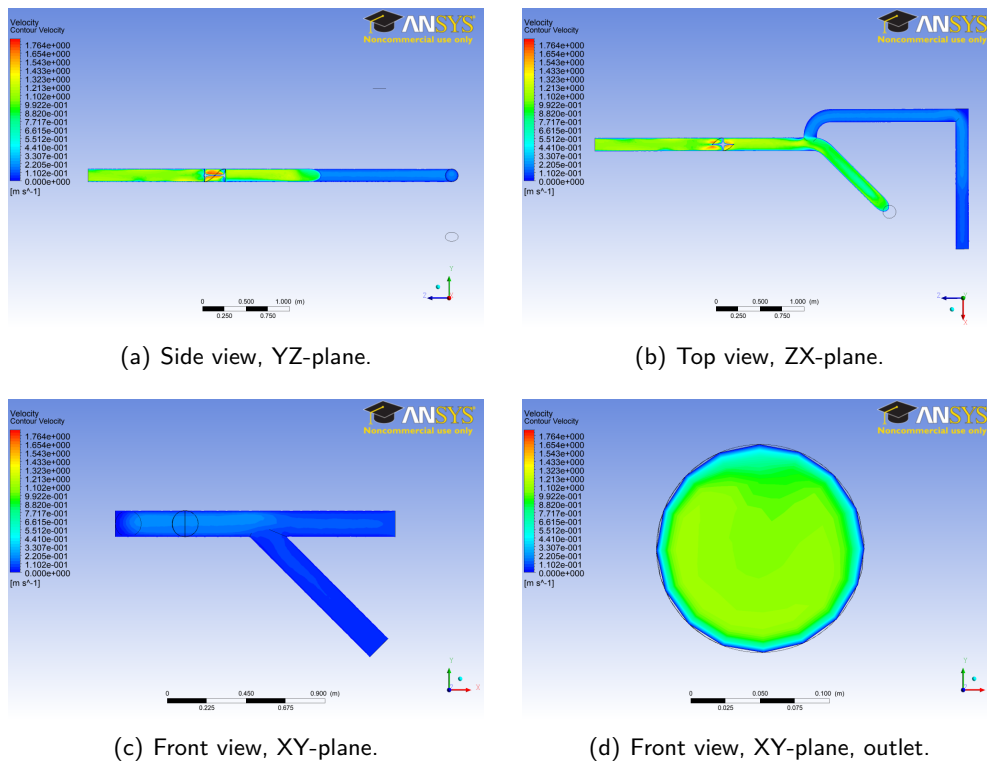 Velocity
Contour Velocity
1.764e+000
1.654e+000
1.543e+000
1.433e+000
1.323e+000
1.213e+000
1.102e+000
9.922e-001
8.820e-001
7.717e-001
6.615e-001
5.512e-001
4.410e-001
3.307e-001
2.205e-001
1.102e-001
0.000e+000
[m s^-1]
ANSYS
Noncommercial use only
0 0.500 1.000 (m)
0.250 0.750
Y
Z
(a) Side view, YZ-plane.
Velocity
Contour Velocity
1.764e+000
1.654e+000
1.543e+000
1.433e+000
1.323e+000
1.213e+000
1.102e+000
9.922e-001
8.820e-001
7.717e-001
6.615e-001
5.512e-001
4.410e-001
3.307e-001
2.205e-001
1.102e-001
0.000e+000
[m s^-1]
ANSYS
Noncommercial use only
0 0.500 1.000 (m)
0.250 0.750
Z
X
(b) Top view, ZX-plane.
Velocity
Contour Velocity
1.764e+000
1.654e+000
1.543e+000
1.433e+000
1.323e+000
1.213e+000
1.102e+000
9.922e-001
8.820e-001
7.717e-001
6.615e-001
5.512e-001
4.410e-001
3.307e-001
2.205e-001
1.102e-001
0.000e+000
[m s^-1]
ANSYS
Noncommercial use only
0 0.450 0.900 (m)
0.225 0.675
Y
X
(c) Front view, XY-plane.
Velocity
Contour Velocity
1.764e+000
1.654e+000
1.543e+000
1.433e+000
1.323e+000
1.213e+000
1.102e+000
9.922e-001
8.820e-001
7.717e-001
6.615e-001
5.512e-001
4.410e-001
3.307e-001
2.205e-001
1.102e-001
0.000e+000
[m s^-1]
ANSYS
Noncommercial use only
0 0.050 0.100 (m)
0.025 0.075
Y
X
(d) Front view, XY-plane, outlet.